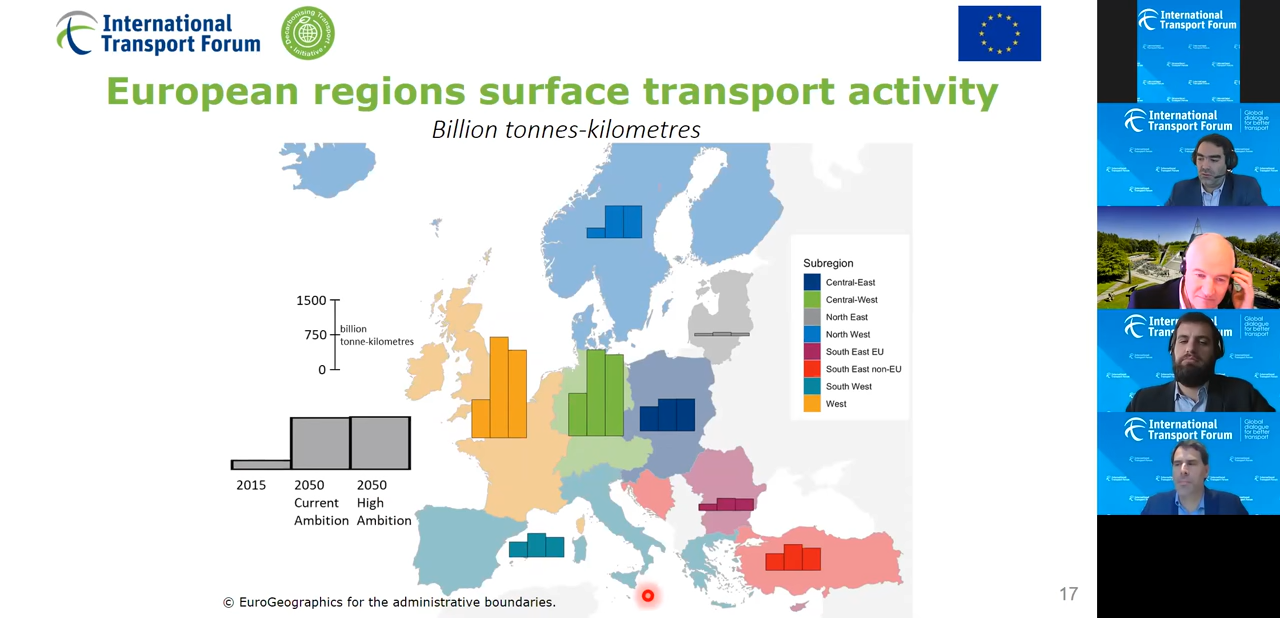 International
Transport Forum
Decarbonising Transport
Initiative
European regions surface transport activity
Billion tonnes-kilometres
1500
750
0
billion
tonne-kilometres
2015
2050
Current
Ambition
2050
High
Ambition
Subregion
Central-East
Central-West
North East
North West
South East EU
South East non-EU
South West
West
© EuroGeographics for the administrative boundaries.
17
International
Transport Forum
International
Transport Forum
Global
dialogue
for better
transport
International
Transport Forum
Global
dialogue
for better
transport
International
Transport Forum
Global
dialogue
for better
transport